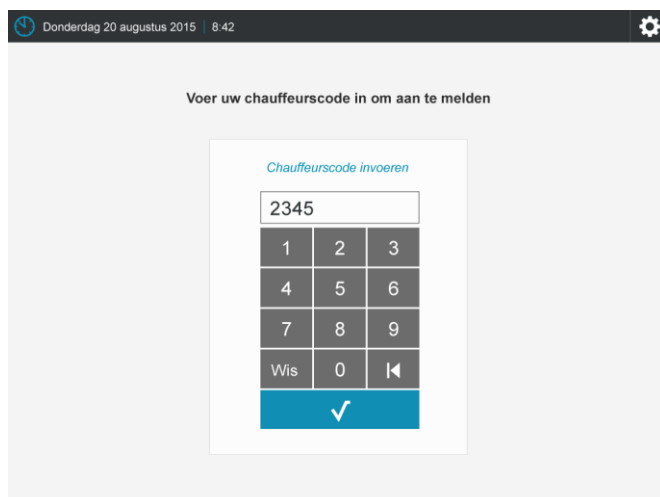 Donderdag 20 augustus 2015 | 8:42
Voer uw chauffeurscode in om aan te melden
Chauffeurscode invoeren
2345
1 2 3
4 5 6
7 8 9
Wis 0